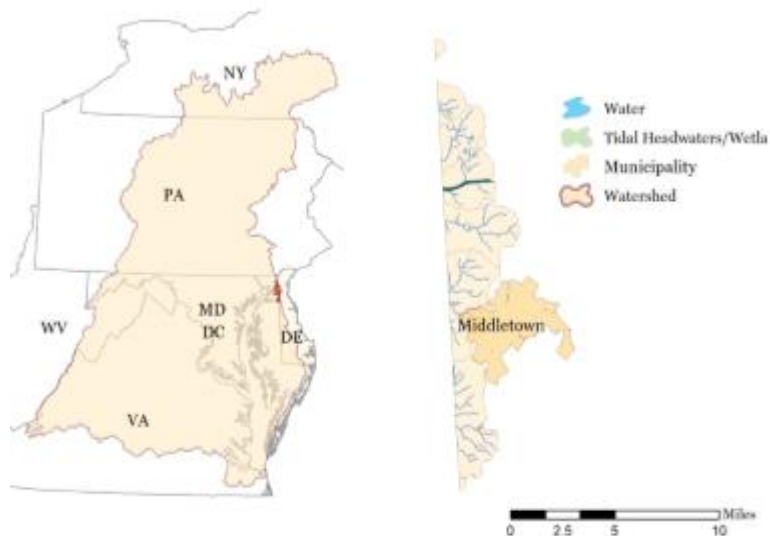 NY
PA
WV
MD
DC
DE
VA
Water
Tidal Headwaters/Wetla
Municipality
Watershed
Middletown
Miles
0 2.5 5 10